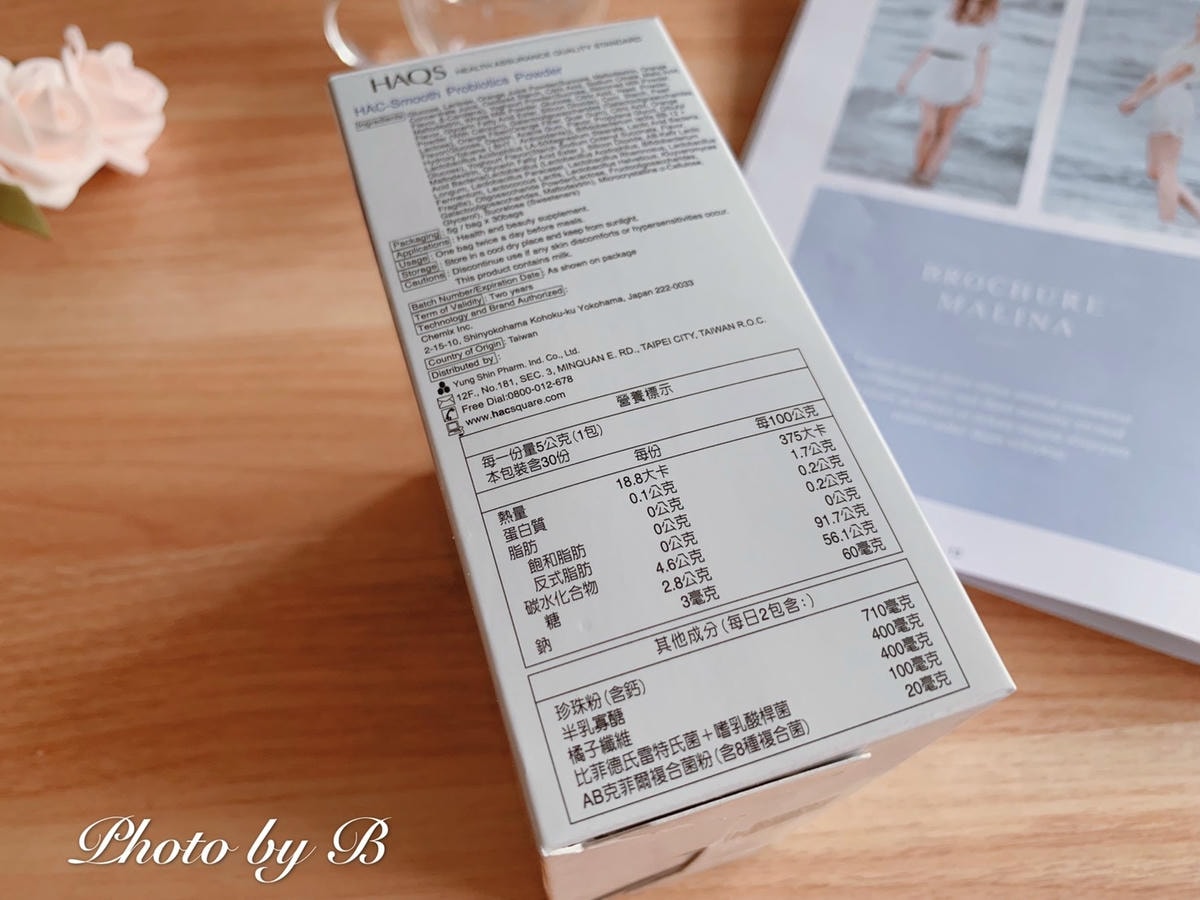 HAQS HEALTH ASSURANCE QUALITY STANDARD
HAC-Smooth Probiotics Powder
Ingredients
Galactooligosaccharides, Maltodextrin), Microcrystalline α-Cellulose,
Glycerol), Sucralose (Sweeteners)
Packaging: 5g / bag x 30bags
Applications: Health and beauty supplement.
Usage: One bag twice a day before meals.
Storage: Store in a cool dry place and keep from sunlight.
Cautions: Discontinue use if any skin discomforts or hypersensitivities occur.
This product contains milk.
Batch Number/Expiration Date: As shown on package
Term of Validity: Two years
Technology and Brand Authorized:
Chemix Inc.
2-15-10, Shinyokohama Kohoku-ku Yokohama, Japan 222-0033
Country of Origin: Taiwan
Distributed by:
Yung Shin Pharm. Ind. Co., Ltd.
12F., No.181, SEC. 3, MINQUAN E. RD., TAIPEI CITY, TAIWAN R.O.C.
Free Dial:0800-012-678
www.hacsquare.com
營養標示
每一份量5公克(1包)
本包裝含30份
每份 每100公克
熱量 18.8大卡 375大卡
蛋白質 0.1公克 1.7公克
脂肪 0公克 0.2公克
飽和脂肪 0公克 0.2公克
反式脂肪 0公克 0公克
碳水化合物 4.6公克 91.7公克
糖 2.8公克 56.1公克
鈉 3毫克 60毫克
其他成分(每日2包含:)
珍珠粉(含鈣) 710毫克
半乳寡醣 400毫克
橘子纖維 400毫克
比菲德氏雷特氏菌+嗜乳酸桿菌 100毫克
AB克菲爾複合菌粉(含8種複合菌) 20毫克
BROCHURE
MALINA
Photo by B